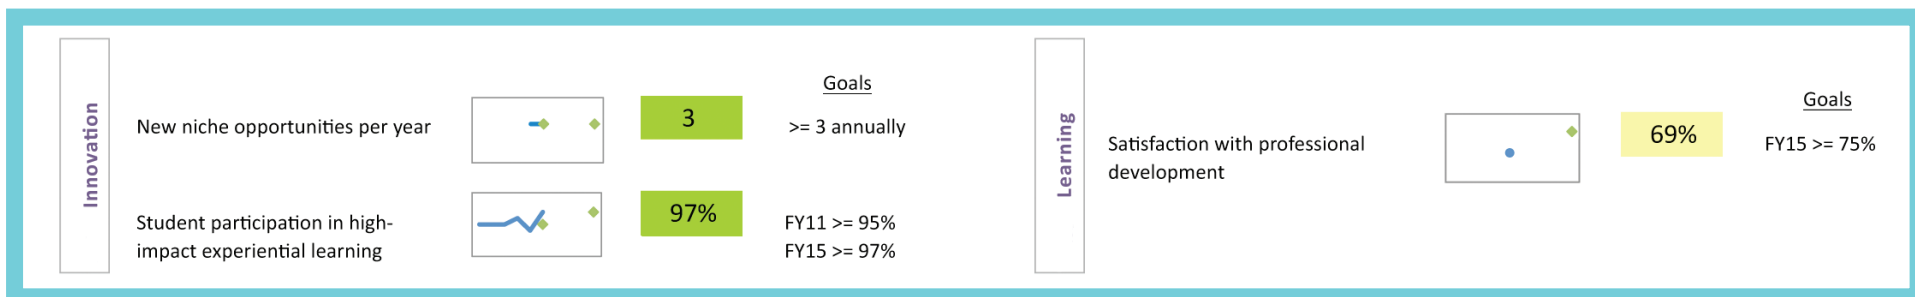 Innovation
Goals
New niche opportunities per year
3
>= 3 annually
Student participation in high-
impact experiential learning
97%
FY11 >= 95%
FY15 >= 97%
Learning
Goals
Satisfaction with professional
development
69%
FY15 >= 75%